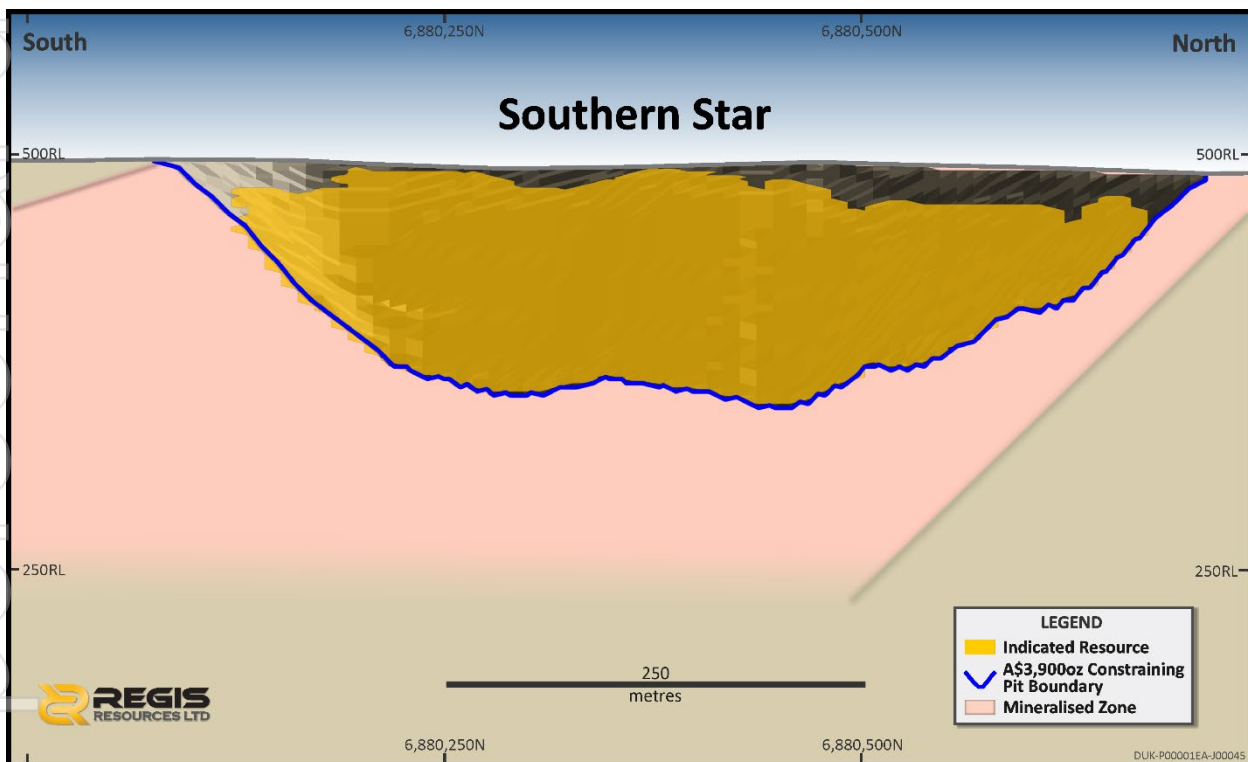 South
6,880,250N
6,880,500N
North
Southern Star
500RL
500RL
250RL
250RL
LEGEND
Indicated Resource
A$3,900oz Constraining
Pit Boundary
Mineralised Zone
250
metres
REGIS
RESOURCES LTD
6,880,250N
6,880,500N
DUK-P00001EA-J00045